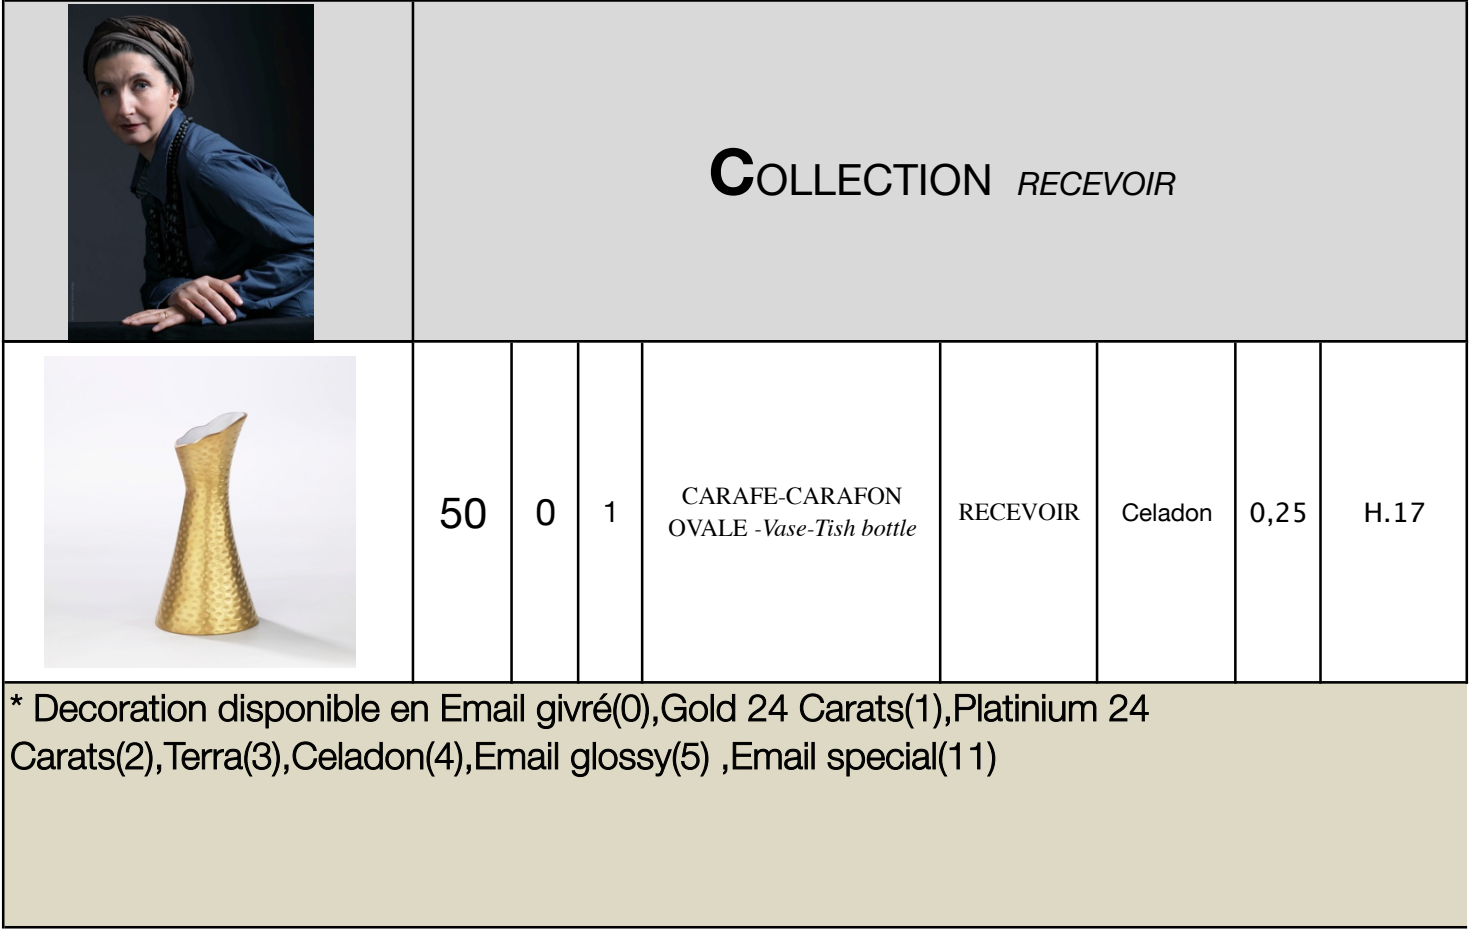 COLLECTION RECEVOIR
50
0
1
CARAFE-CARAFON
OVALE -Vase-Tish bottle
RECEVOIR
Celadon
0,25
H.17
* Decoration disponible en Email givré(0),Gold 24 Carats(1),Platinium 24
Carats(2),Terra(3),Celadon(4),Email glossy(5) ,Email special(11)